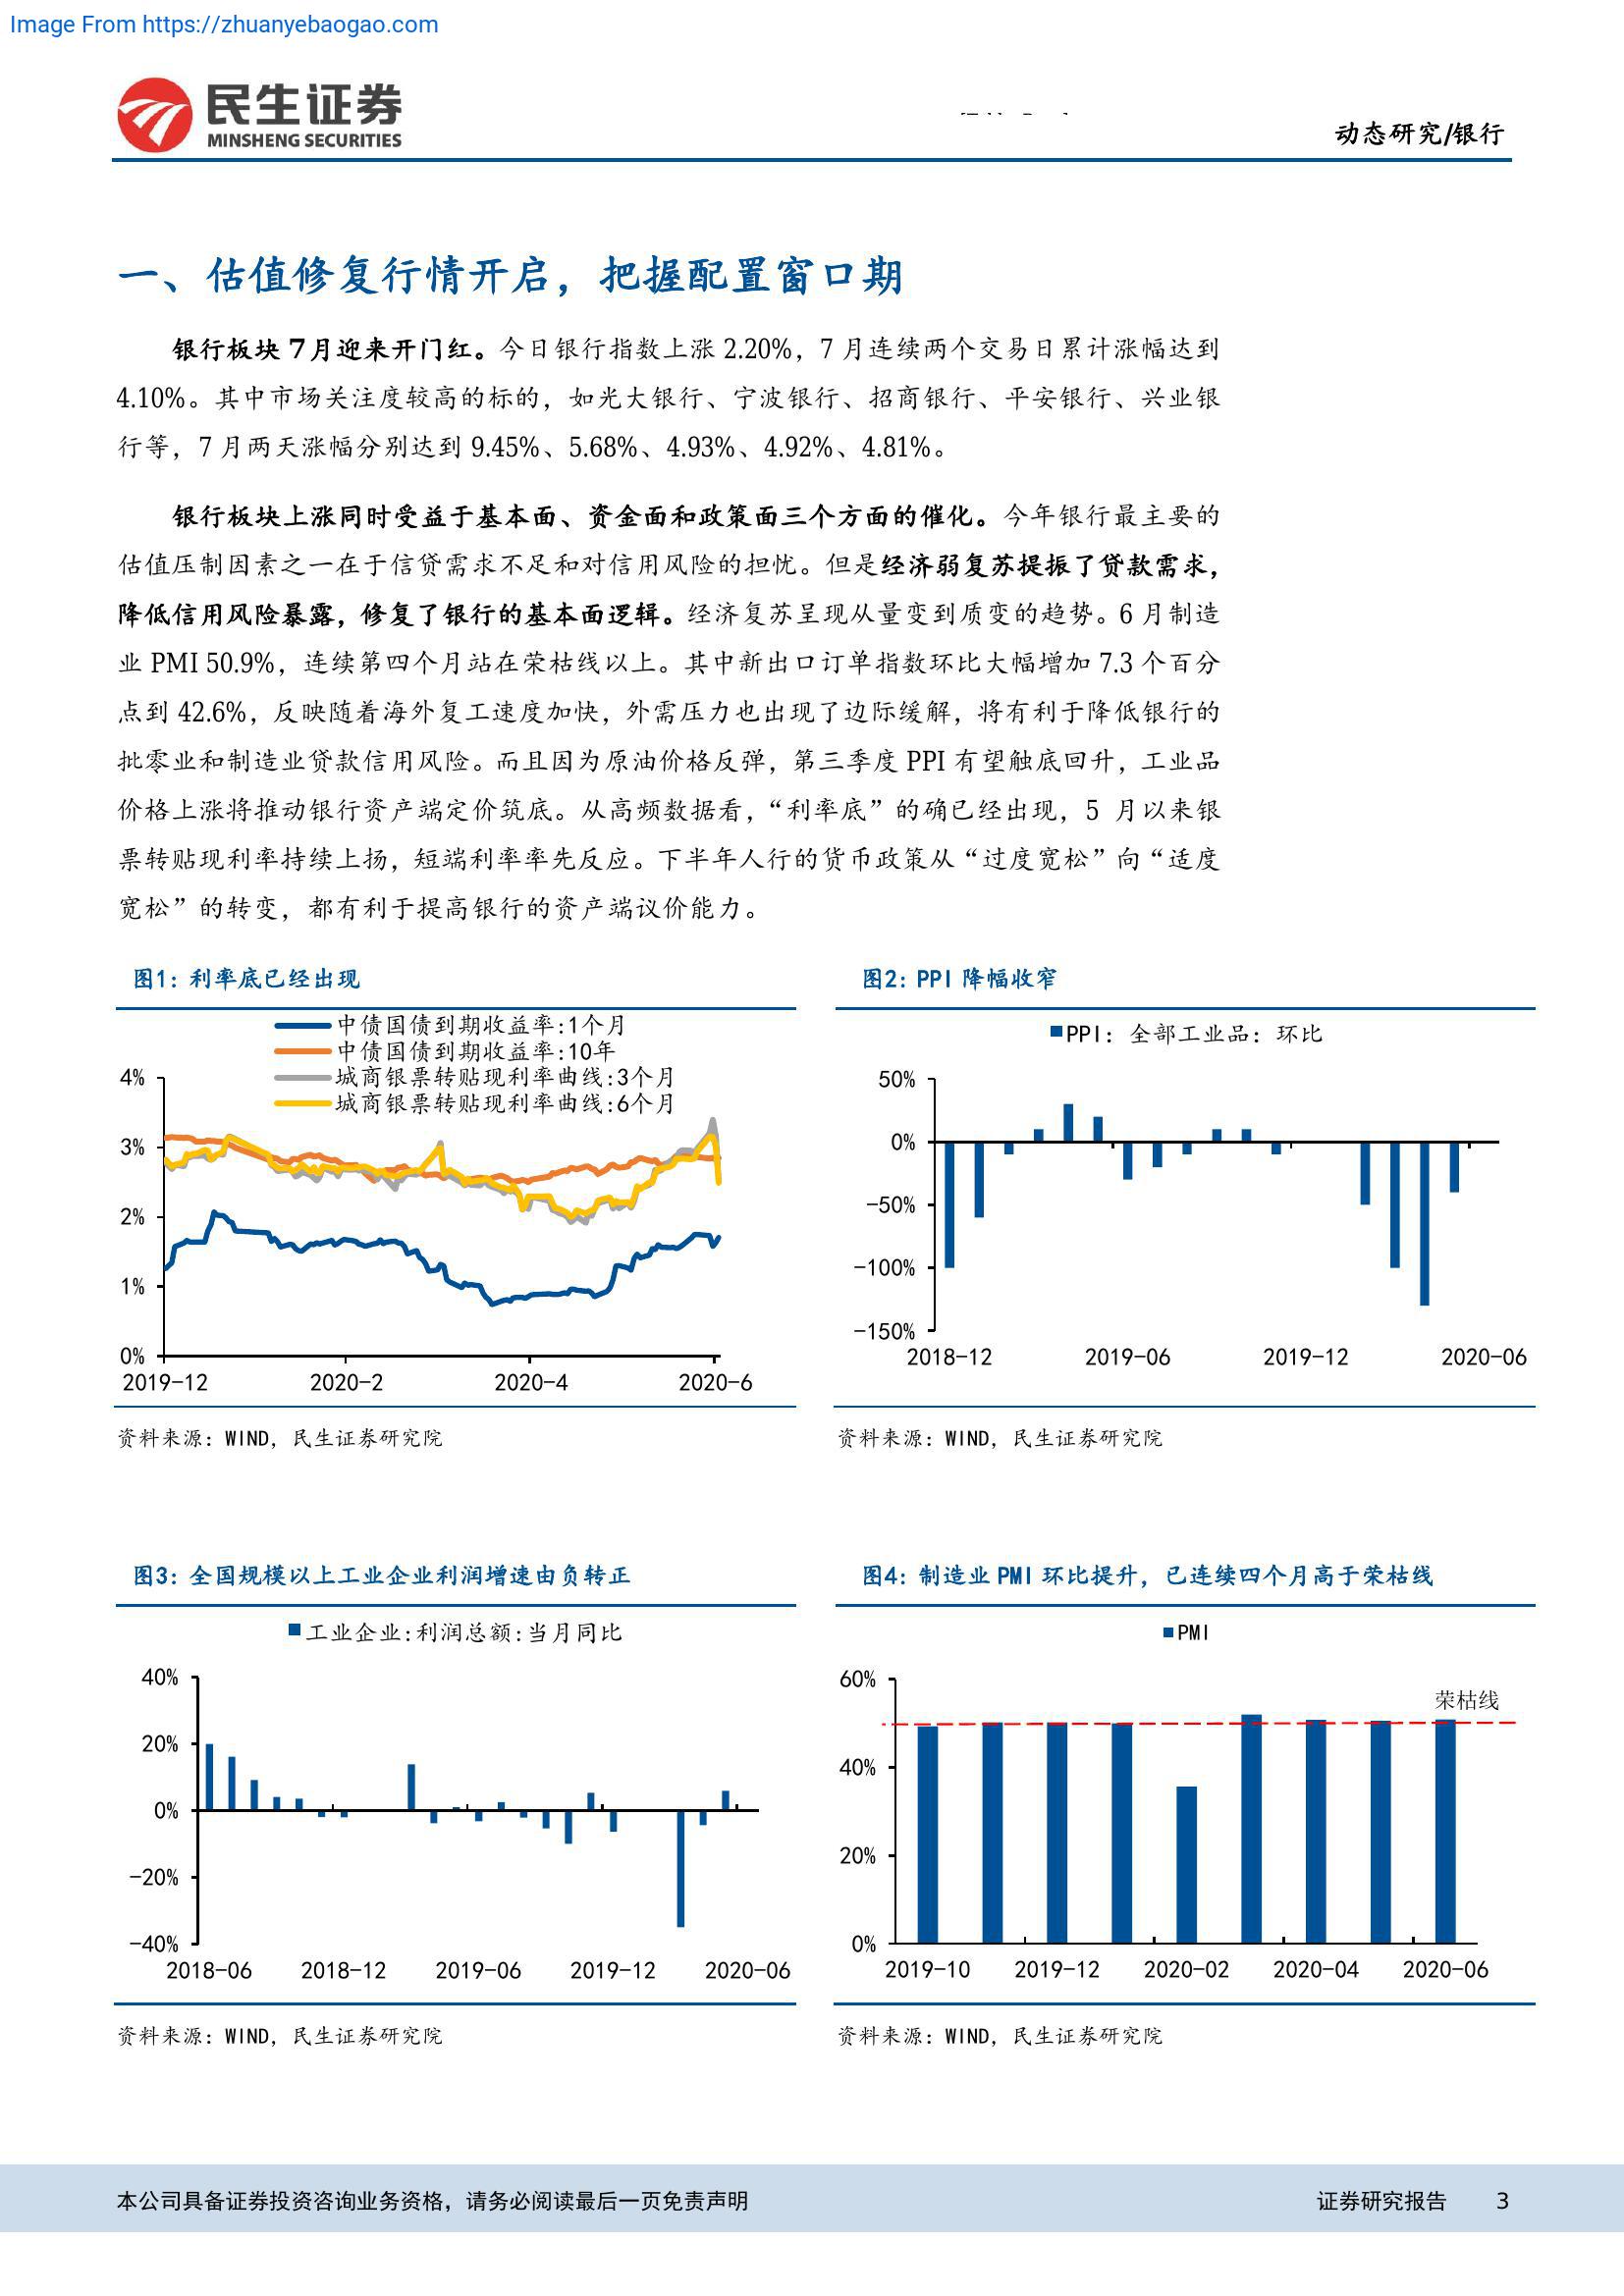 Image From https://zhuanyebaogao.com
民生证券
MINSHENG SECURITIES
动态研究/银行
一、估值修复行情开启，把握配置窗口期
银行板块 7月迎来开门红。今日银行指数上涨 2.20%，7 月连续两个交易日累计涨幅达到
4.10%。其中市场关注度较高的标的，如光大银行、宁波银行、招商银行、平安银行、兴业银
行等，7 月两天涨幅分别达到 9.45%、5.68%、4.93%、4.92%、4.81%。
银行板块上涨同时受益于基本面、资金面和政策面三个方面的催化。今年银行最主要的
估值压制因素之一在于信贷需求不足和对信用风险的担忧。但是经济弱复苏提振了贷款需求，
降低信用风险暴露，修复了银行的基本面逻辑。经济复苏呈现从量变到质变的趋势。6 月制造
业 PMI 50.9%，连续第四个月站在荣枯线以上。其中新出口订单指数环比大幅增加 7.3 个百分
点到 42.6%，反映随着海外复工速度加快，外需压力也出现了边际缓解，将有利于降低银行的
批零业和制造业贷款信用风险。而且因为原油价格反弹，第三季度 PPI 有望触底回升，工业品
价格上涨将推动银行资产端定价筑底。从高频数据看，“利率底”的确已经出现，5 月以来银
票转贴现利率持续上扬，短端利率率先反应。下半年人行的货币政策从“过度宽松”向“适度
宽松”的转变，都有利于提高银行的资产端议价能力。
图1：利率底已经出现
中债国债到期收益率:1个月
中债国债到期收益率:10年
城商银票转贴现利率曲线:3个月
城商银票转贴现利率曲线:6个月
4%
3%
2%
1%
0%
2019-12 2020-2 2020-4 2020-6
资料来源：WIND，民生证券研究院
图2：PPI 降幅收窄
PPI：全部工业品：环比
50%
0%
-50%
-100%
-150%
2018-12 2019-06 2019-12 2020-06
资料来源：WIND，民生证券研究院
图3：全国规模以上工业企业利润增速由负转正
工业企业:利润总额:当月同比
40%
20%
0%
-20%
-40%
2018-06 2018-12 2019-06 2019-12 2020-06
资料来源：WIND，民生证券研究院
图4：制造业 PMI 环比提升，已连续四个月高于荣枯线
PMI
荣枯线
60%
40%
20%
0%
2019-10 2019-12 2020-02 2020-04 2020-06
资料来源：WIND，民生证券研究院
本公司具备证券投资咨询业务资格，请务必阅读最后一页免责声明
证券研究报告 3